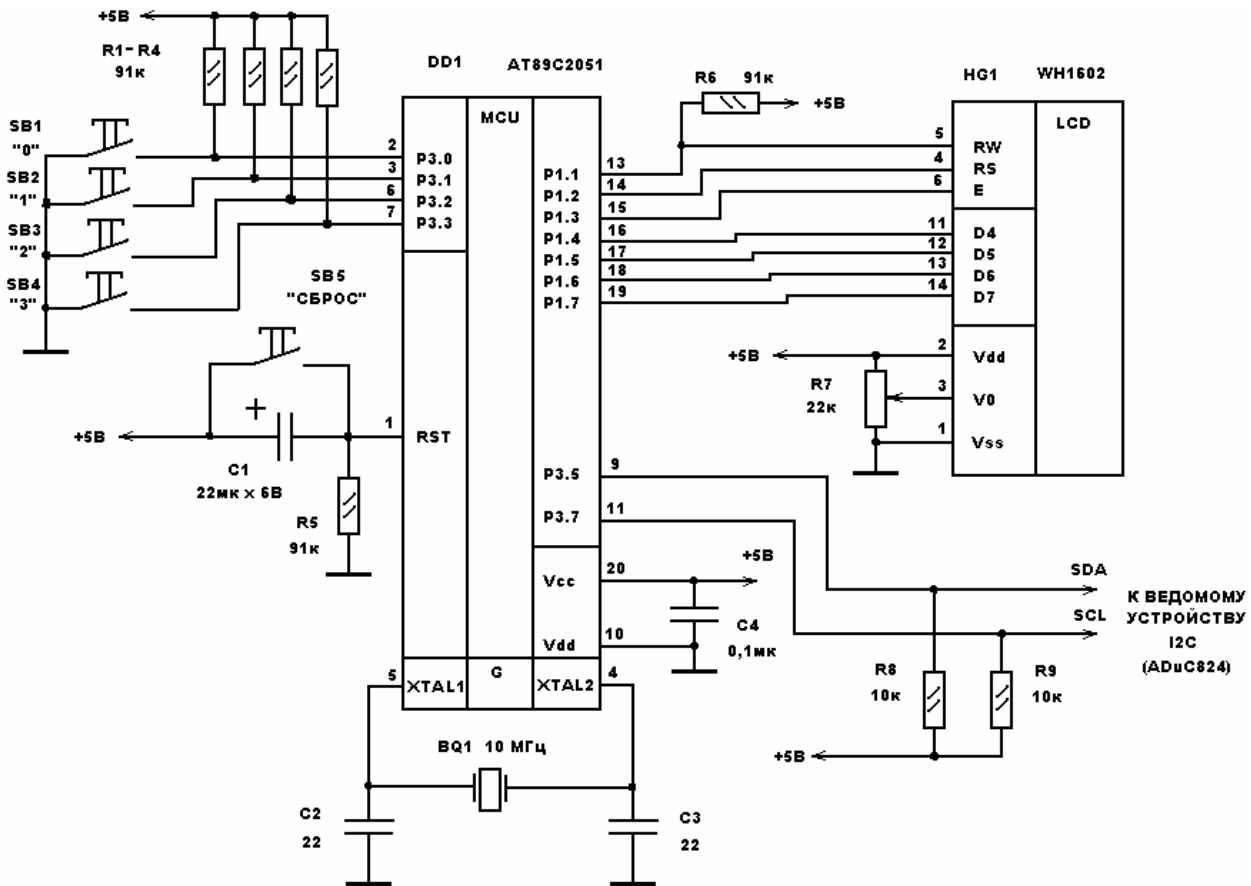 +5В
R1-R4
91к
DD1 AT89C2051
R6 91к
+5В
HG1 WH1602
SB1
"0"
SB2
"1"
SB3
"2"
SB4
"3"
2
3
6
7
P3.0
P3.1
P3.2
P3.3
MCU
P1.1
P1.2
P1.3
P1.4
P1.5
P1.6
P1.7
13
14
15
16
17
18
19
5
4
6
11
12
13
14
RW
RS
E
D4
D5
D6
D7
LCD
SB5
"СБРОС"
+5В
R7
22к
2
3
1
Vdd
V0
Vss
+5В
+
C1
22мк х 6В
1
RST
R5
91к
P3.5
P3.7
9
11
Vcc
Vdd
20
10
+5В
C4
0,1мк
SDA
SCL
К ВЕДОМОМУ
УСТРОЙСТВУ
I2C
(ADuC824)
R8
10к
R9
10к
+5В
5
XTAL1
G
XTAL2
4
BQ1 10 МГц
C2
22
C3
22